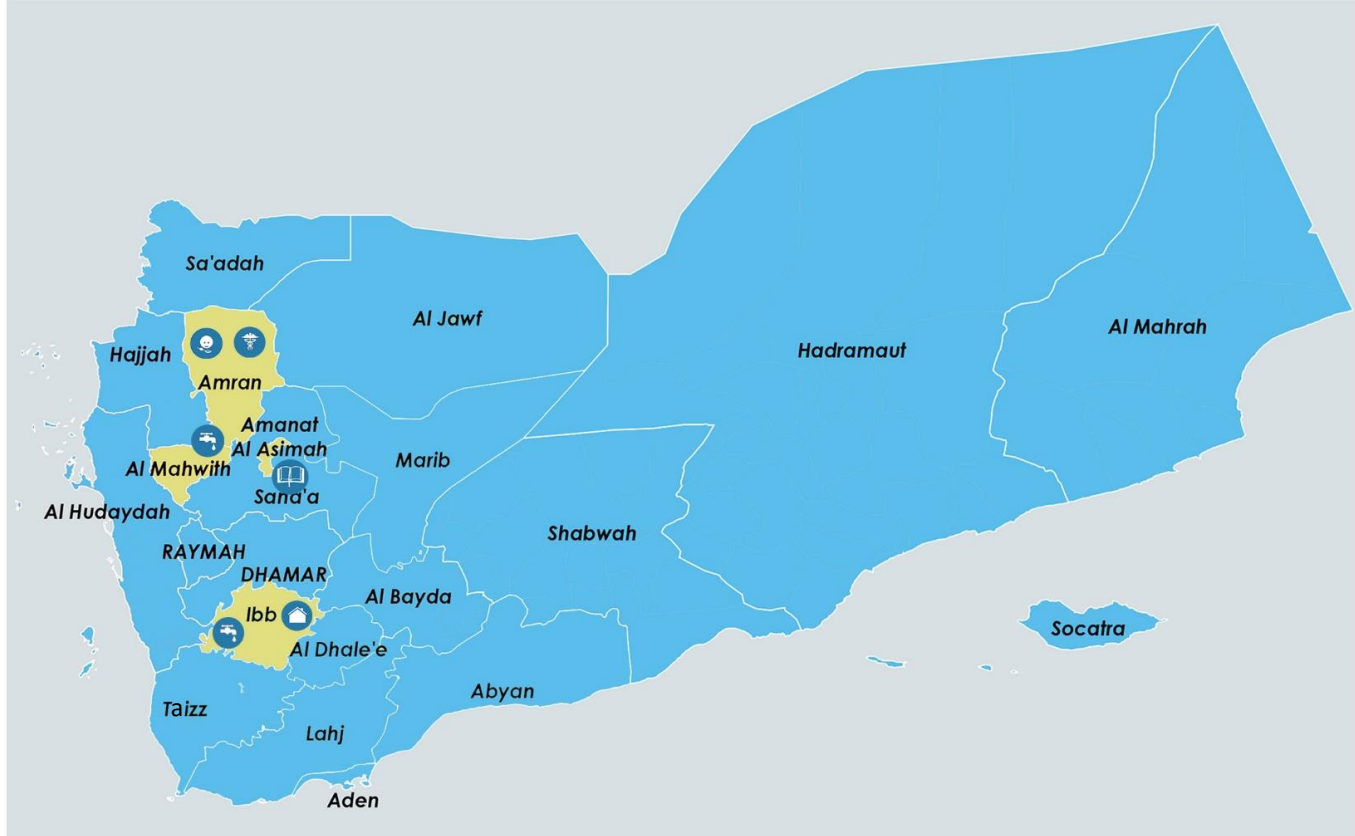 Sa'adah
Al Jawf
Hadramaut
Al Mahrah
Hajjah
Amran
Amanat
Al Asimah
Al Mahwith
Marib
Sana'a
Al Hudaydah
Shabwah
RAYMAH
DHAMAR
Al Bayda
Ibb
Al Dhale'e
Socatra
Taizz
Abyan
Lahj
Aden